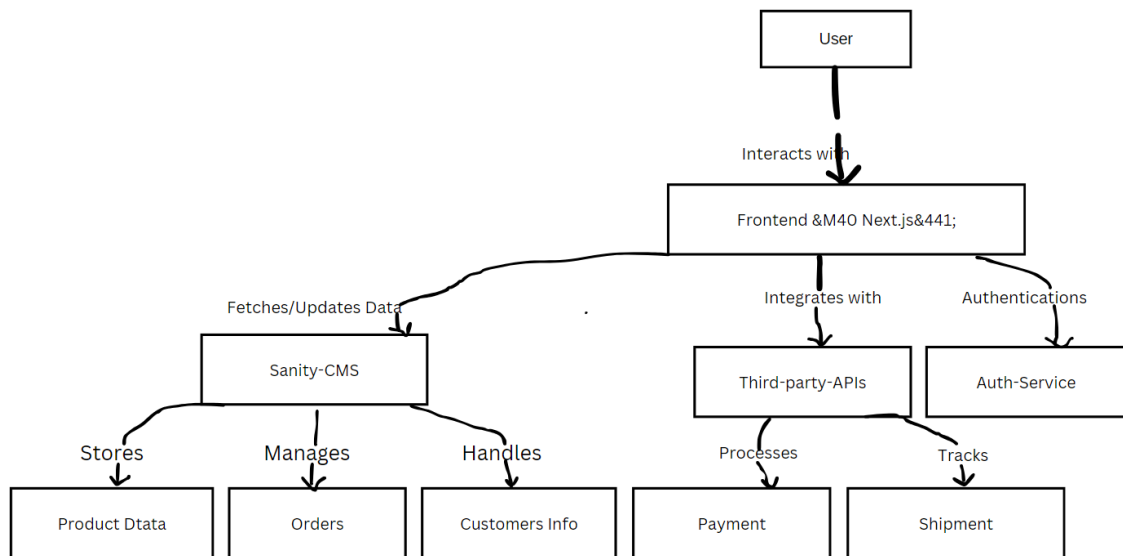 User
Interacts with
Frontend &M40 Next.js&441;
Fetches/Updates Data
Integrates with
Authentications
Sanity-CMS
Third-party-APIs
Auth-Service
Stores
Manages
Handles
Processes
Tracks
Product Dtata
Orders
Customers Info
Payment
Shipment